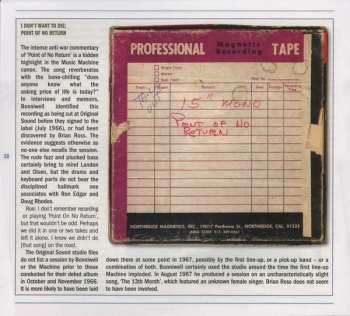 I DON'T WANT TO DIE;
POINT OF NO RETURN
The intense anti war commentary
of 'Point of No Return' is a hidden
highlight in the Music Machine
canon. The song reverberates
with the bone-chilling "does
anyone know what the
asking price of life is today?"
In interviews and memoirs,
Bonniwell identified this
recording as being cut at Original
Sound before they signed to the
label (July 1966), or had been
discovered by Brian Ross. The
evidence suggests otherwise as
no-one else recalls the session.
The rude fuzz and plucked bass
certainly bring to mind Landon
and Olsen, but the drums and
keyboard parts do not bear the
disciplined hallmark one
associates with Ron Edgar and
Doug Rhodes.
Ron: I don't remember recording
or playing 'Point On No Return',
but that wouldn't be odd. Perhaps
we did it in one or two takes and
left it alone. I know we didn't do
[that song] on the road.
The Original Sound studio files
do not list a session by Bonniwell
or the Machine prior to those
conducted for their debut album
in October and November 1966.
It is more likely to have been laid
PROFESSIONAL Magnetic Recording TAPE
15" MONO
POINT OF NO
RETURN
NORTHRIDGE MAGNETICS, INC.,
NORTHRIDGE, CAL. 91325
down there at some point in 1967, possibly by the first line-up, or a pick-up band - or a
combination of both. Bonniwell certainly used the studio around the time the first line-up
Machine imploded. In August 1967 he produced a session on an uncharacteristically slight
song, 'The 13th Month', which featured an unknown female singer. Brian Ross does not seem
to have been involved.